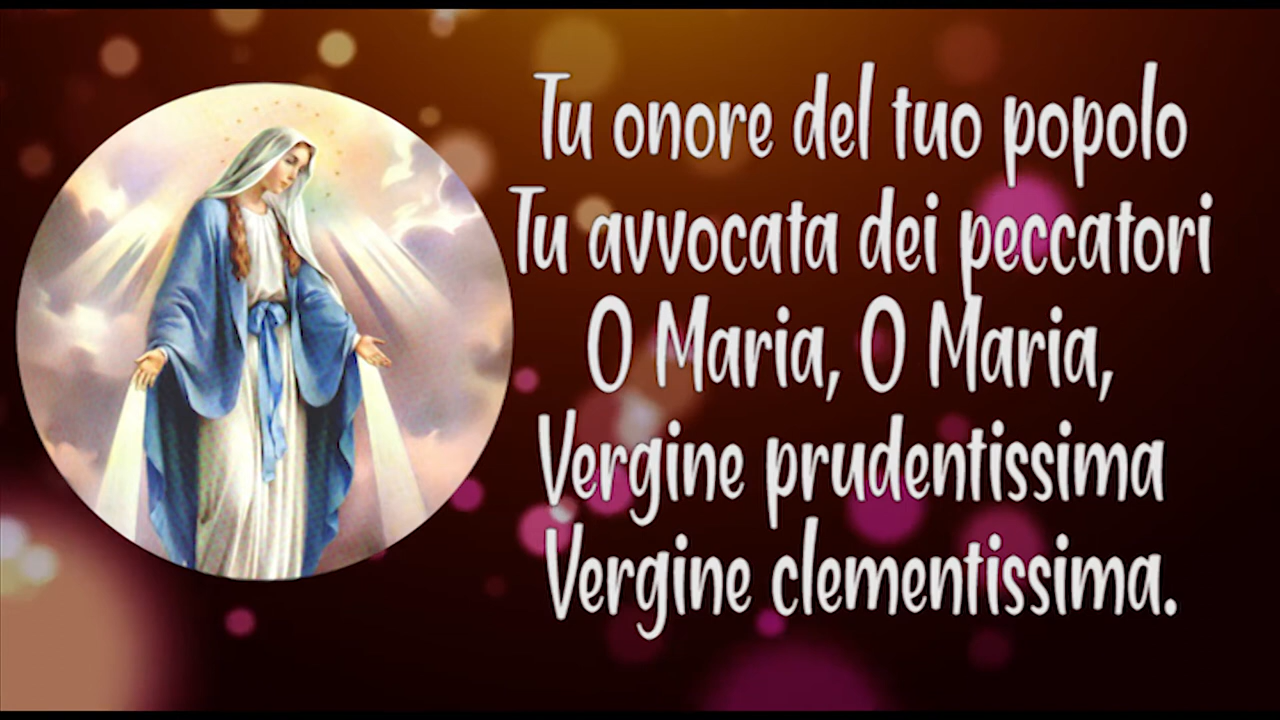 Tu onore del tuo popolo
Tu avvocata dei peccatori
O Maria, O Maria,
Vergine prudentissima
Vergine clementissima.